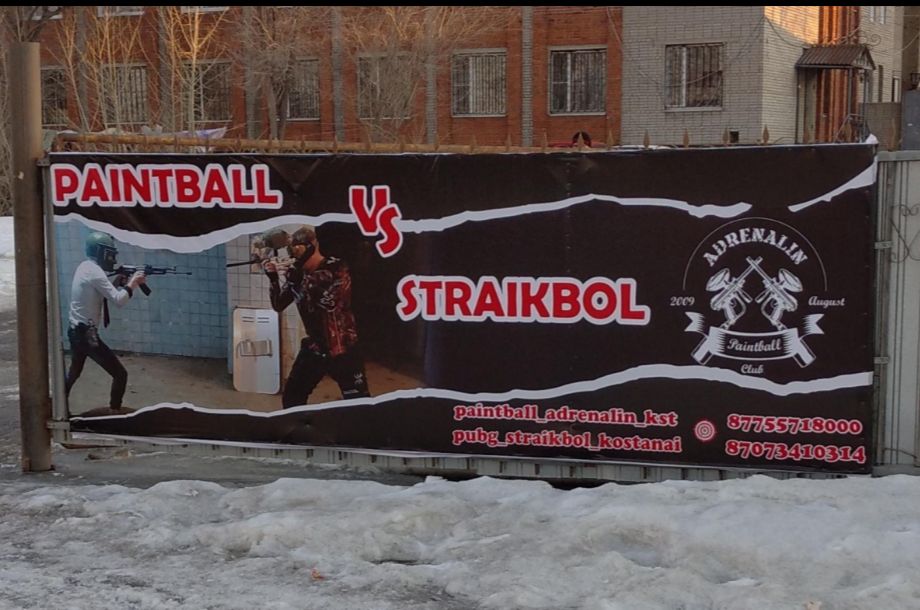 PAINTBALL
VS
STRAIKBOL
ADRENALIN
2009 August
Paintball
Club
paintball_adrenalin_kst 87755718000
pubg_straikbol_kostanai 87073410314